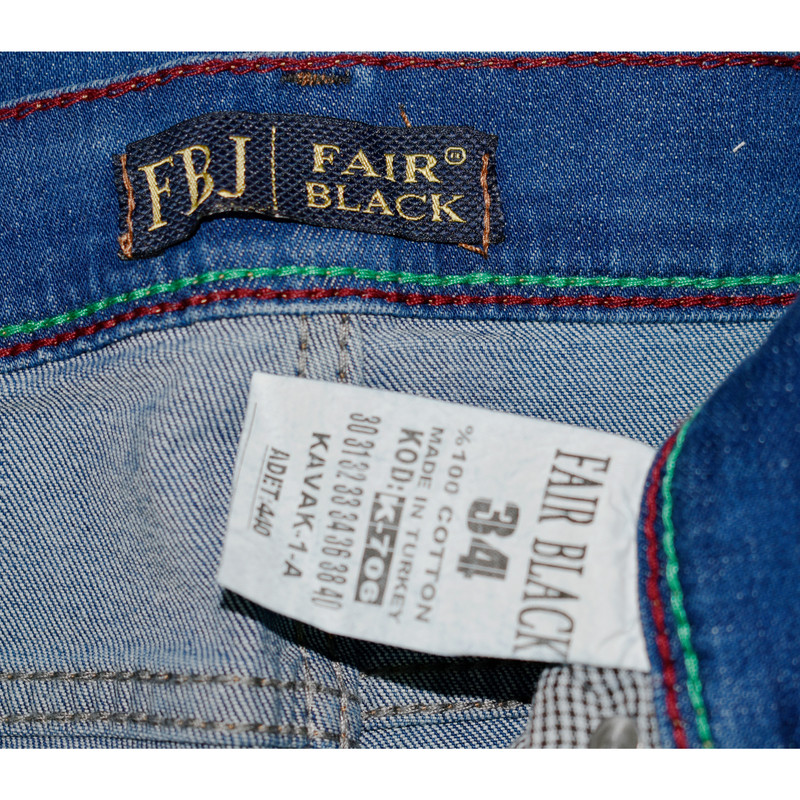 FBJ
FAIR®
BLACK
FAIR BLACK
34
%100 COTTON
MADE IN TURKEY
KOD: K-706
30 31 32 33 34 36 38 40
KAVAK-1-A
ADET-440